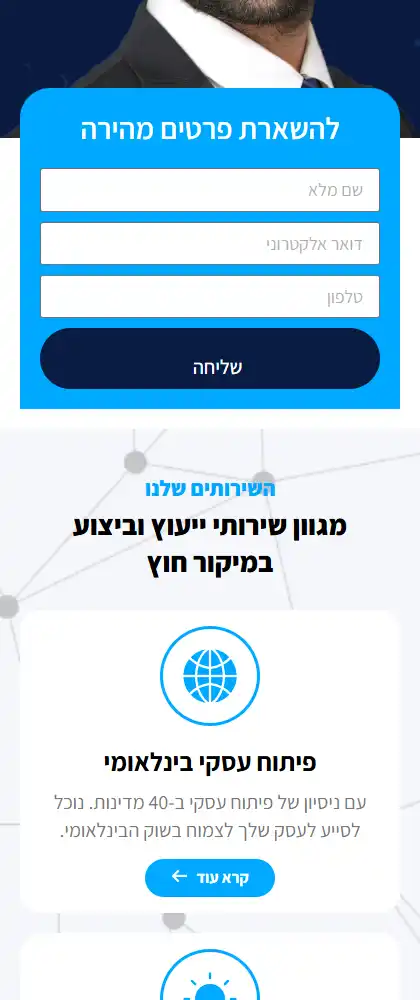 להשארת פרטים מהירה
שם מלא
דואר אלקטרוני
טלפון
שליחה
השירותים שלנו
מגוון שירותי ייעוץ וביצוע
במיקור חוץ
פיתוח עסקי בינלאומי
עם ניסיון של פיתוח עסקי ב-40 מדינות. נוכל
לסייע לעסק שלך לצמוח בשוק הבינלאומי.
קרא עוד